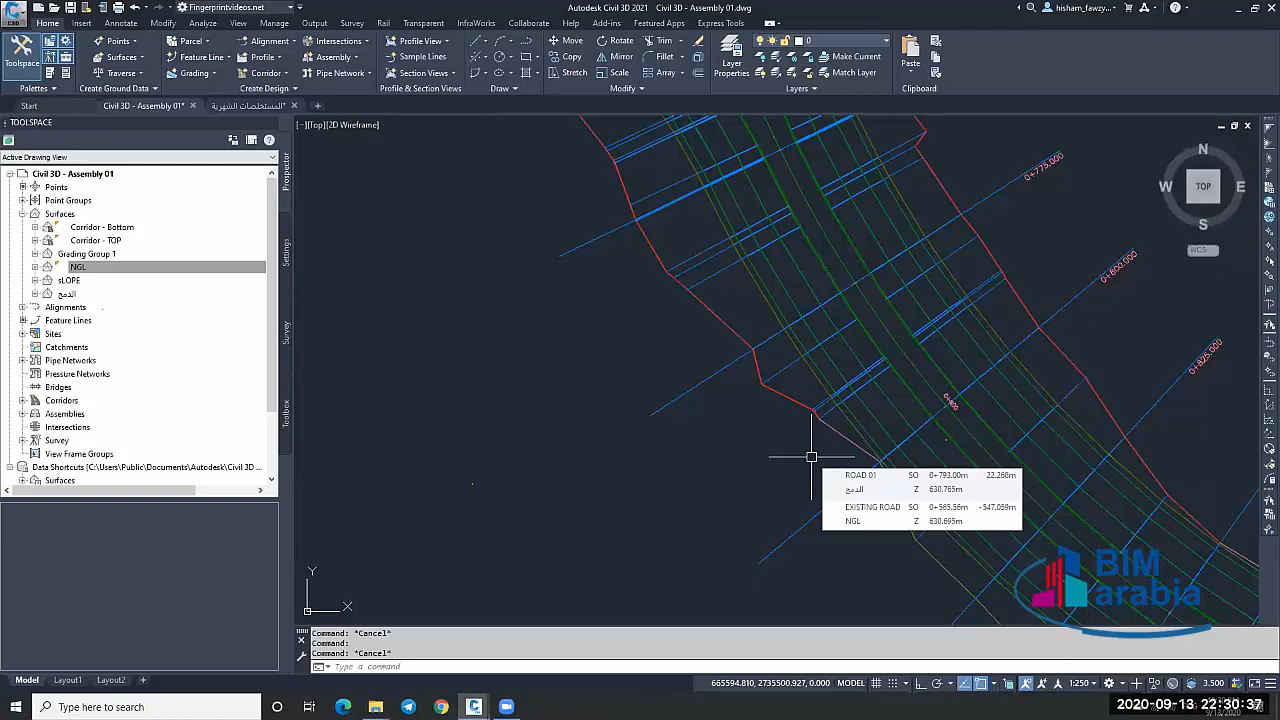 Fingerprintvideos.net
Autodesk Civil 3D 2021   Civil 3D - Assembly 01.dwg
hisham_fawzy...
Home Insert Annotate Modify Analyze View Manage Output Survey Rail Transparent InfraWorks Collaborate Help Add-ins Featured Apps Express Tools
Toolspace
Palettes
Points
Surfaces
Traverse
Create Ground Data
Parcel
Feature Line
Grading
Alignment
Profile
Corridor
Intersections
Assembly
Pipe Network
Create Design
Profile View
Sample Lines
Section Views
Profile & Section Views
Draw
Move Rotate Trim
Copy Mirror Fillet
Stretch Scale Array
Modify
Layer Properties
0
Make Current
Match Layer
Layers
Paste
Clipboard
Start
Civil 3D - Assembly 01*
المستخلصات الشهرية*
TOOLSPACE
Active Drawing View
Civil 3D - Assembly 01
Points
Point Groups
Surfaces
Corridor - Bottom
Corridor - TOP
Grading Group 1
NGL
sLOPE
الدمج
Alignments
Feature Lines
Sites
Catchments
Pipe Networks
Pressure Networks
Bridges
Corridors
Assemblies
Intersections
Survey
View Frame Groups
Data Shortcuts [C:\Users\Public\Documents\Autodesk\Civil 3D ...
Surfaces
Prospector
Settings
Survey
Toolbox
[−][Top][2D Wireframe]
0+775.000
0+800.000
0+825.000
0+800
N
W TOP E
S
WCS
ROAD 01 SO 0+793.00m 22.268m
الدمج Z 630.765m
EXISTING ROAD SO 0+565.56m -547.059m
NGL Z 630.695m
BIM
arabia
Y
X
Command: *Cancel*
Command:
Command: *Cancel*
Type a command
Model Layout1 Layout2
665594.810, 2735500.927, 0.000 MODEL
1:250
3.500
Type here to search
2020-09-13 22:30:37